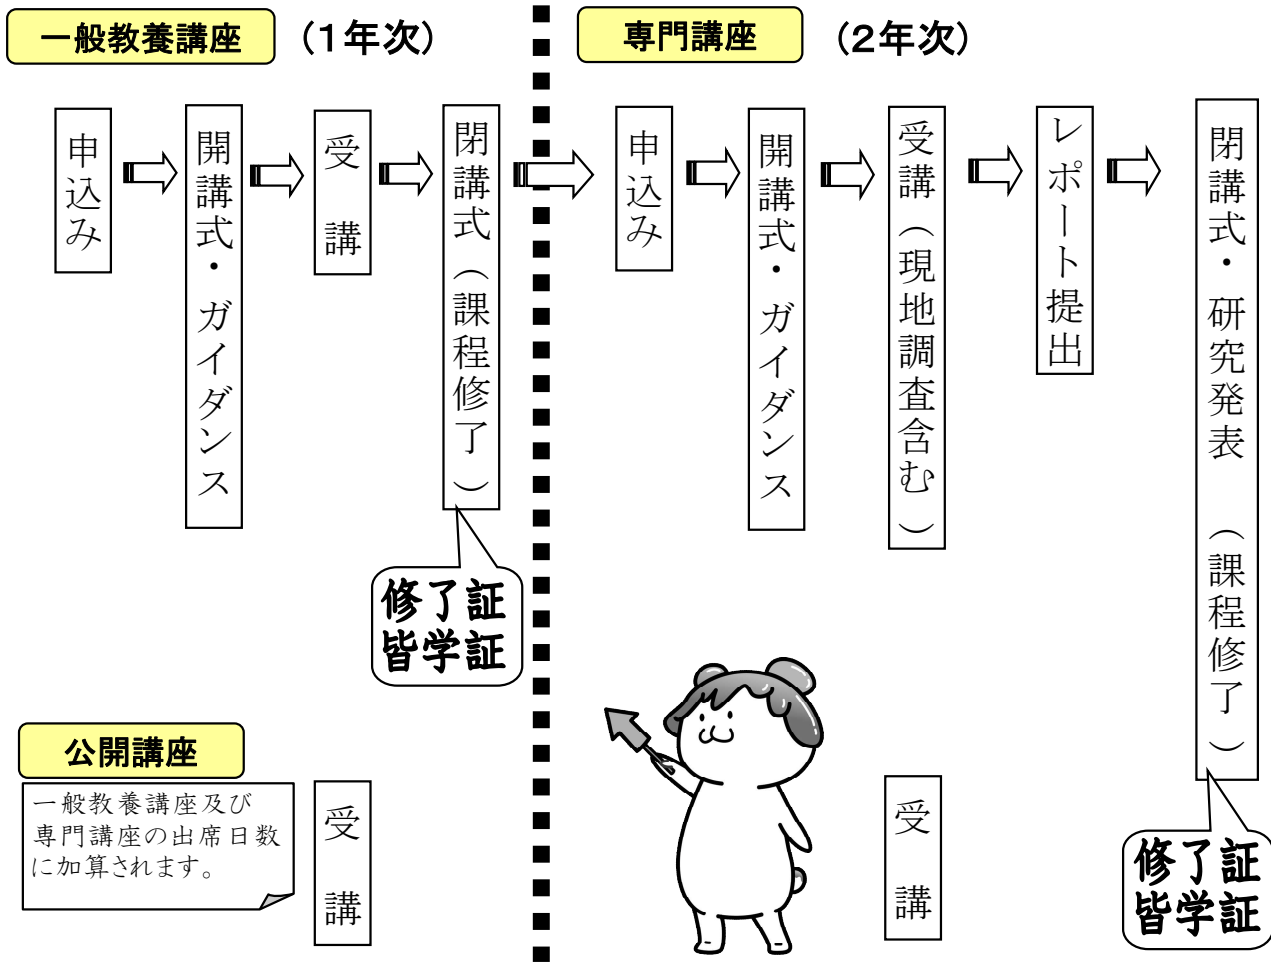 一般教養講座
(1年次)
申込み
開講式・ガイダンス
受 講
閉講式（課程修了）
修了証
皆学証
専門講座
(2年次)
申込み
開講式・ガイダンス
受講（現地調査含む）
レポート提出
閉講式・研究発表 （課程修了）
修了証
皆学証
公開講座
一般教養講座及び
専門講座の出席日数
に加算されます。
受 講
受 講